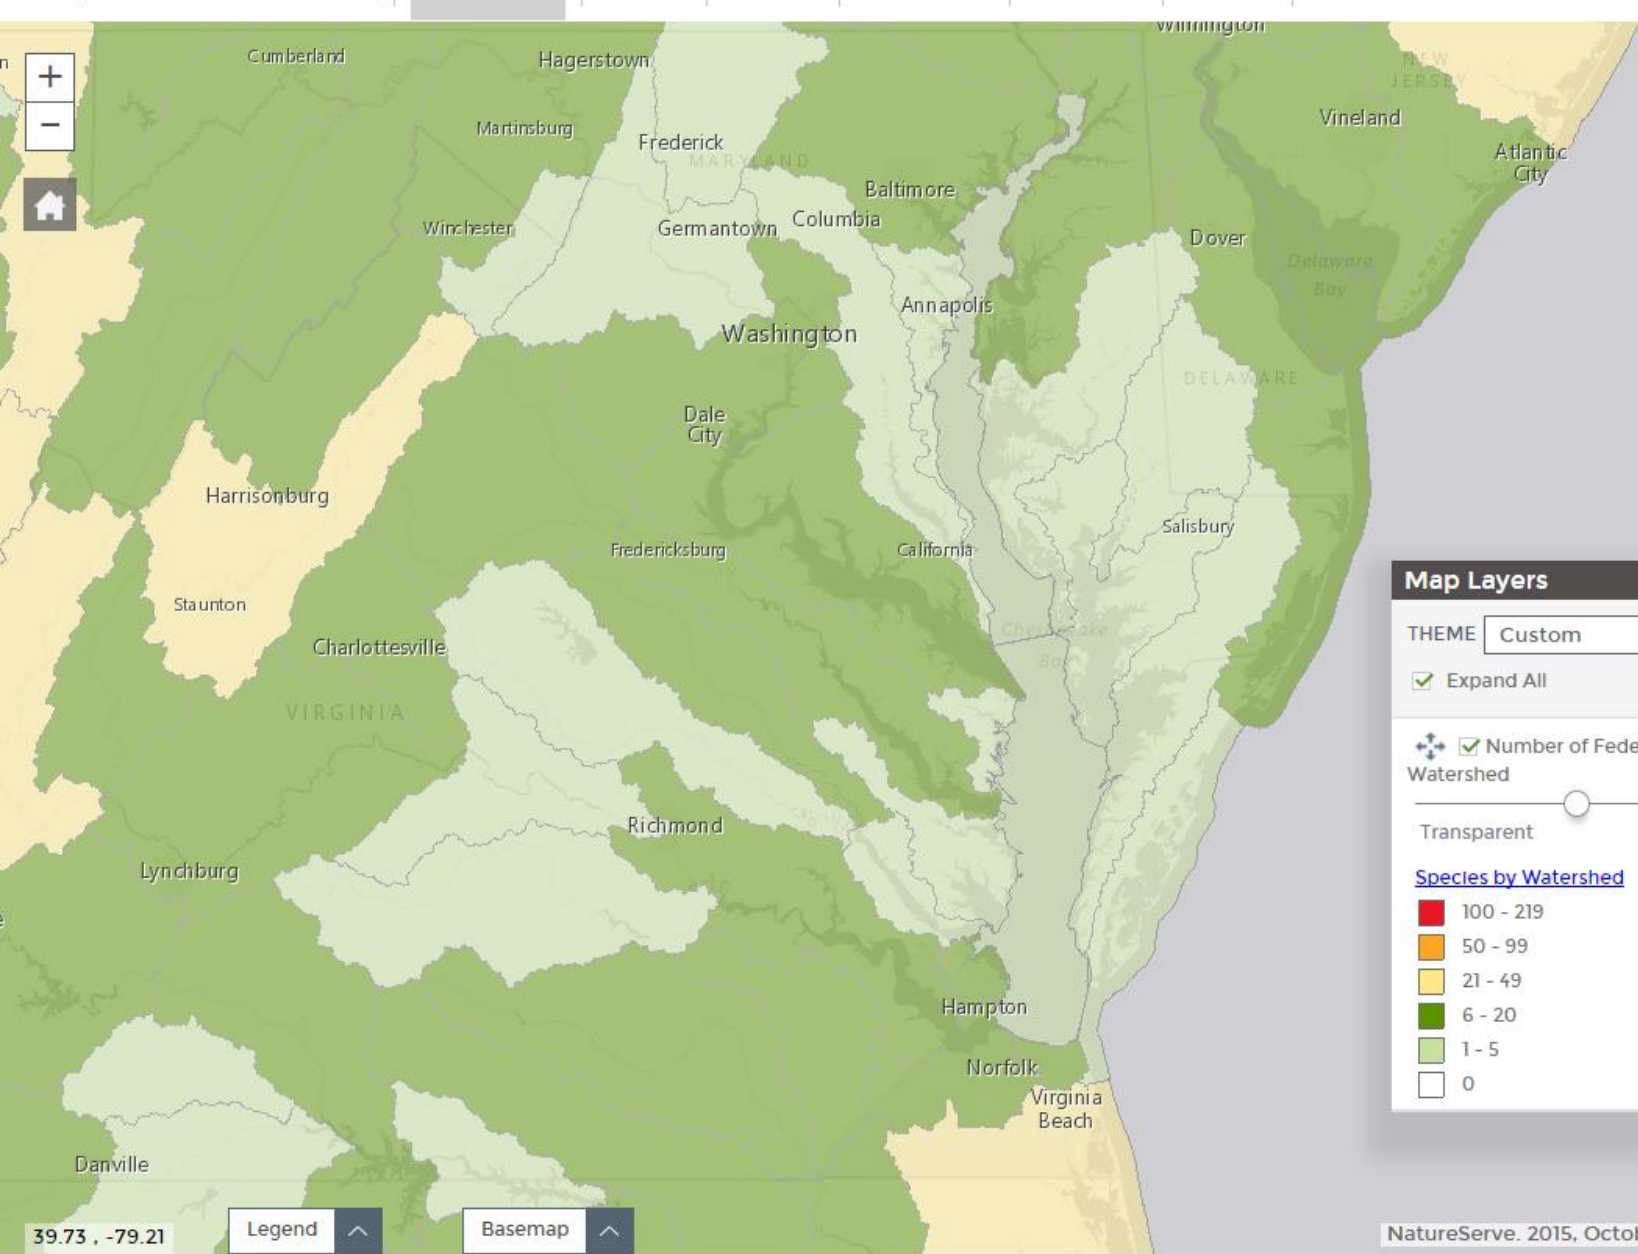 Wilmington
Cumberland
Hagerstown
NEW
JERSEY
+
Vineland
−
Martinsburg
Frederick
MARYLAND
Atlantic
City
Baltimore
Columbia
Winchester
Germantown
Dover
Delaware
Bay
Annapolis
Washington
DELAWARE
Dale
City
Harrisonburg
Salisbury
Fredericksburg
California
Staunton
Chesapeake
Bay
Charlottesville
VIRGINIA
Richmond
Lynchburg
Hampton
Norfolk
Virginia
Beach
Danville
Map Layers
THEME Custom
Expand All
Number of Fede
Watershed
Transparent
Species by Watershed
100 - 219
50 - 99
21 - 49
6 - 20
1 - 5
0
39.73 , -79.21
Legend
Basemap
NatureServe. 2015, Octo